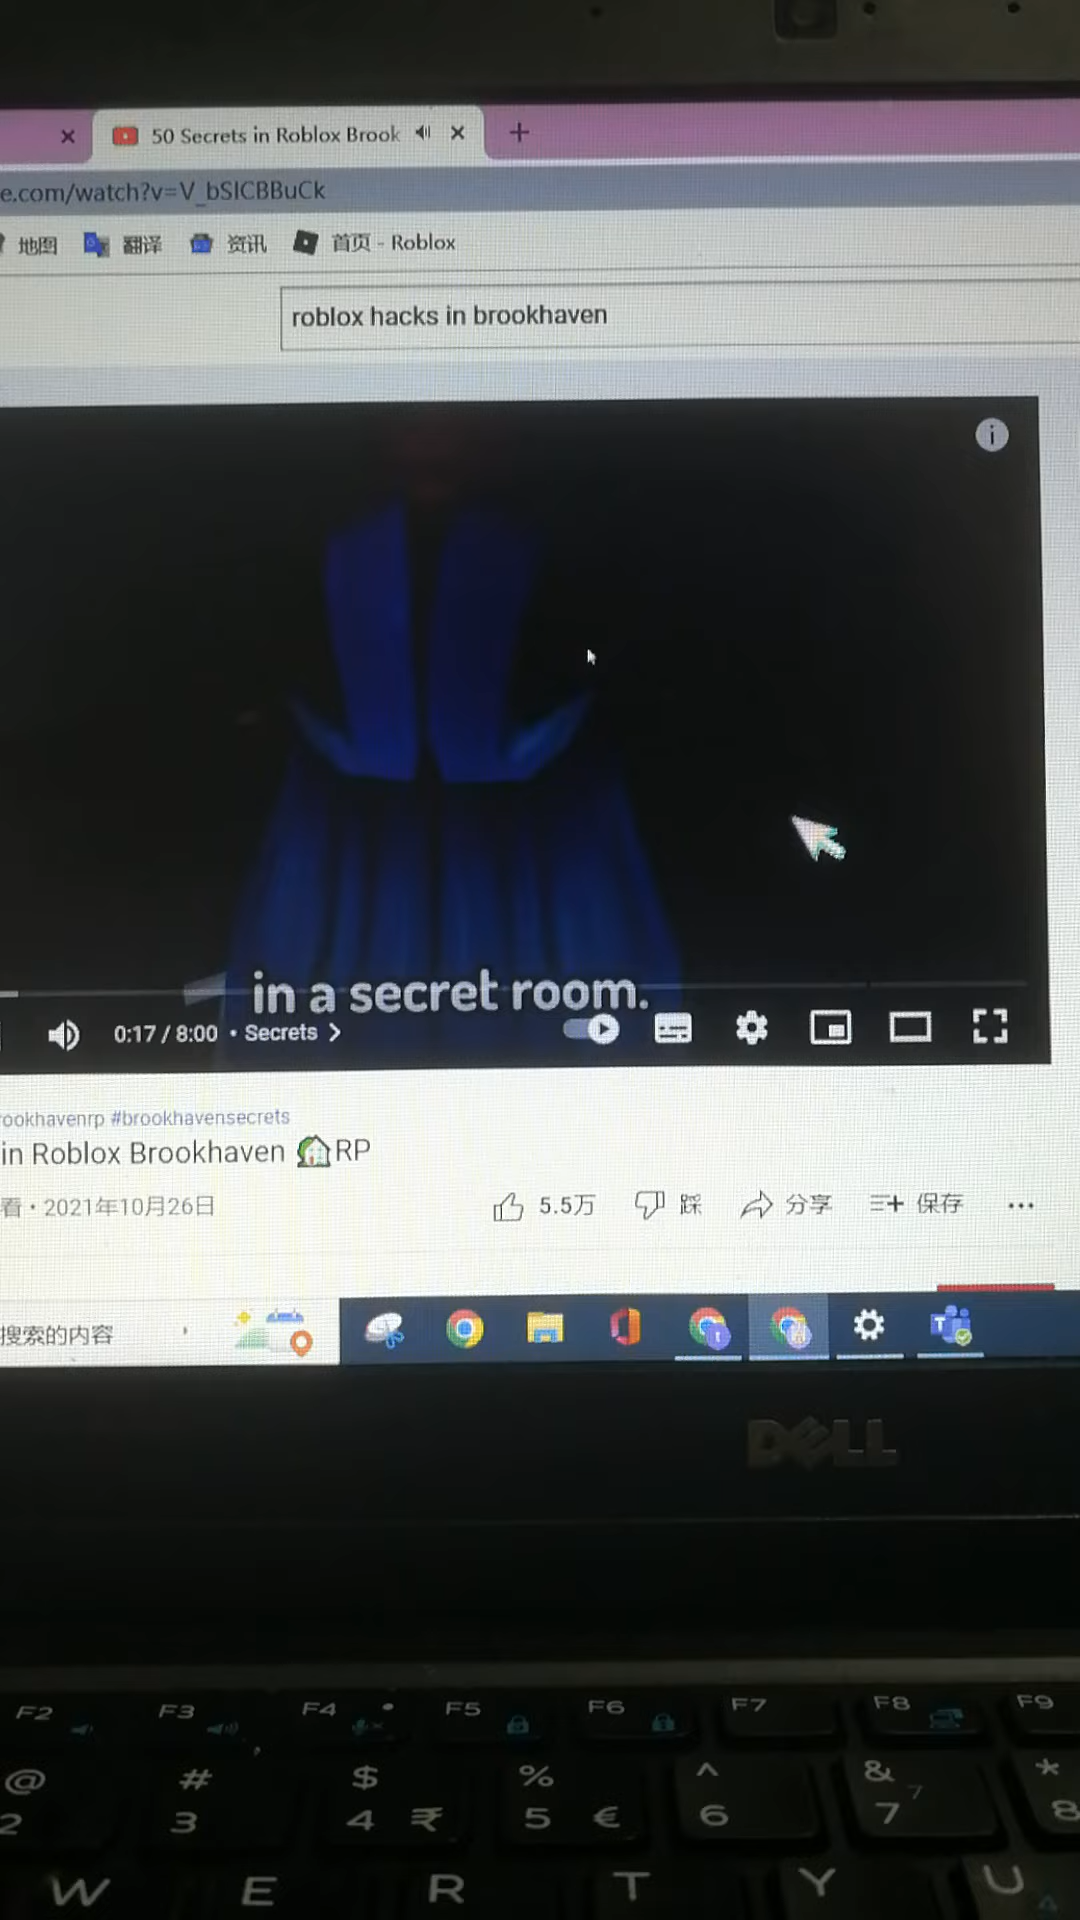 50 Secrets in Roblox Brook
e.com/watch?v=V_bSICBBuCk
地图 翻译 资讯 首页 - Roblox
roblox hacks in brookhaven
i
in a secret room.
0:17 / 8:00 • Secrets
ookhavenrp #brookhavensecrets
in Roblox Brookhaven RP
看 • 2021年10月26日
5.5万 踩 分享 保存
搜索的内容
DELL
F2 F3 F4 F5 F6 F7 F8 F9
@ # $ % ^ & *
2 3 4 ₹ 5 € 6 7 8
W E R T Y U